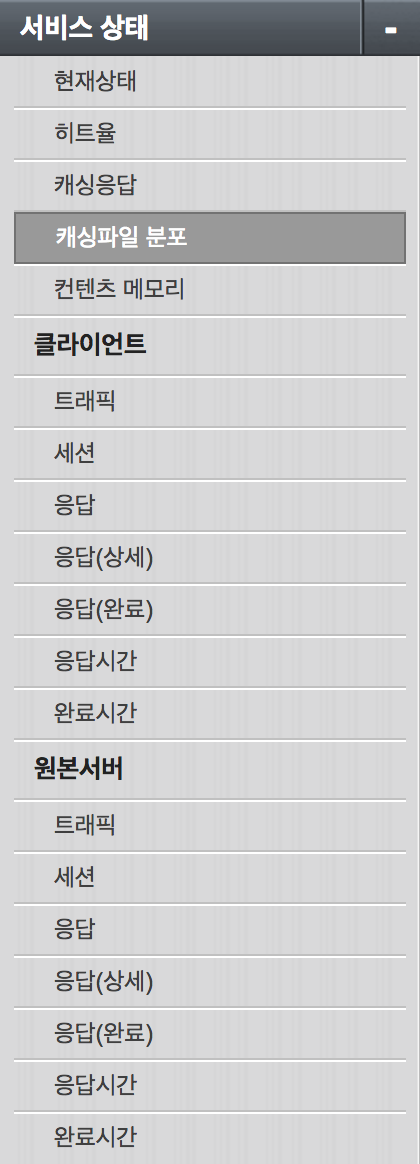 서비스 상태 -
현재상태
히트율
캐싱응답
캐싱파일 분포
컨텐츠 메모리
클라이언트
트래픽
세션
응답
응답(상세)
응답(완료)
응답시간
완료시간
원본서버
트래픽
세션
응답
응답(상세)
응답(완료)
응답시간
완료시간